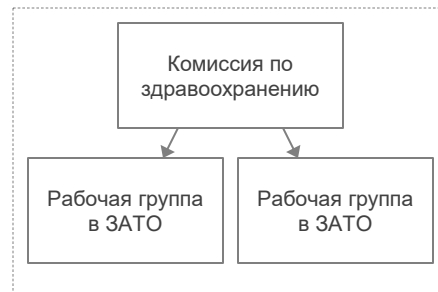 Комиссия по
здравоохранению
Рабочая группа
в ЗАТО
Рабочая группа
в ЗАТО